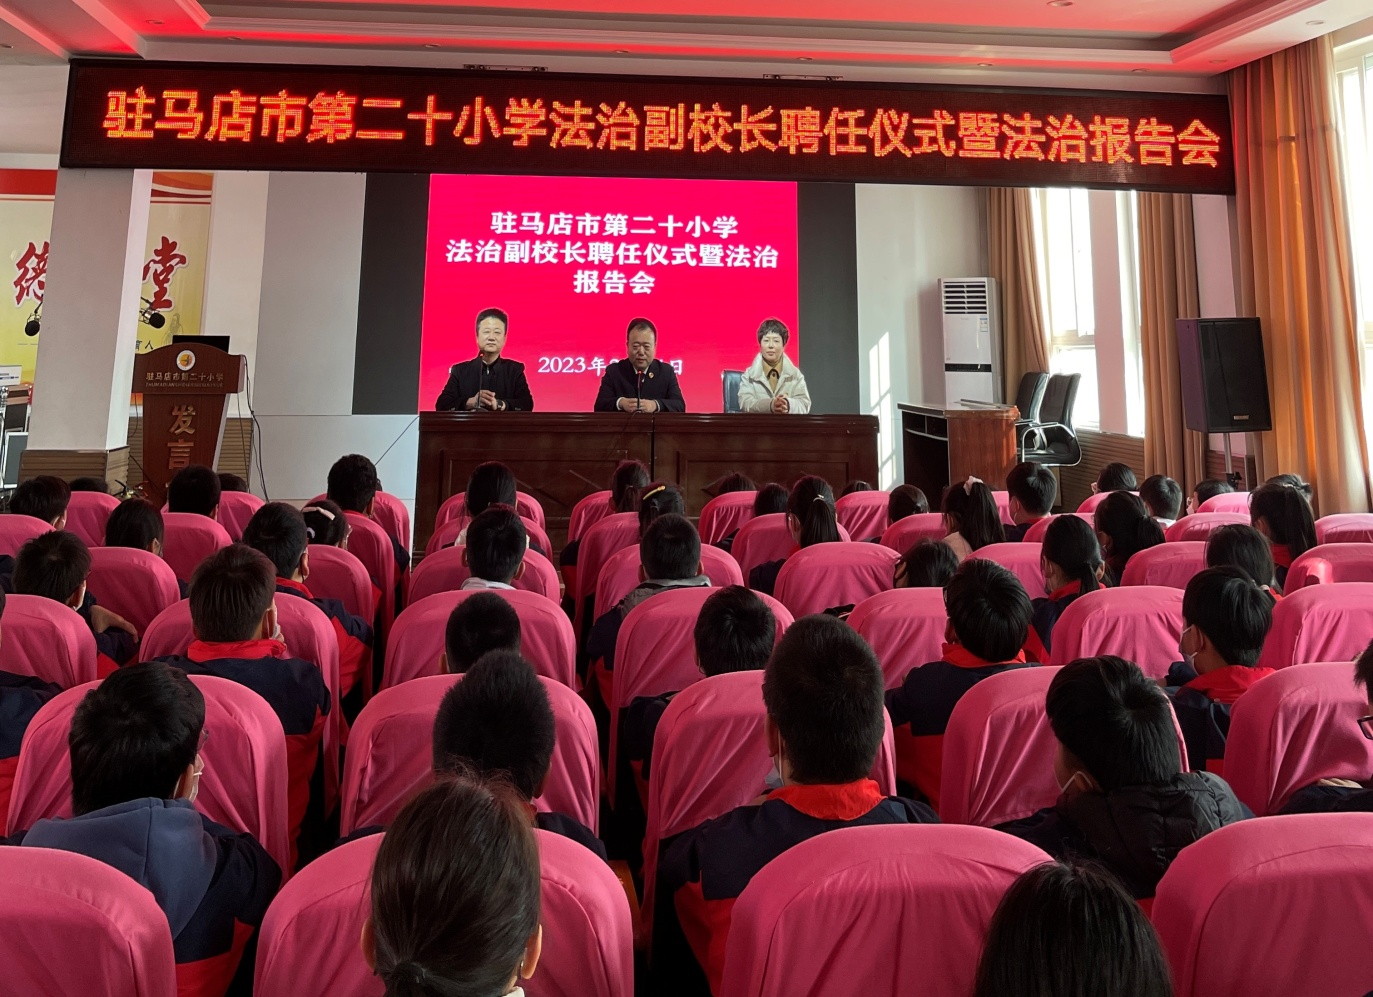 驻马店市第二十小学法治副校长聘任仪式暨法治报告会
驻马店市第二十小学
法治副校长聘任仪式暨法治
报告会
2023年
日
德
堂
驻马店市第二十小学
发言